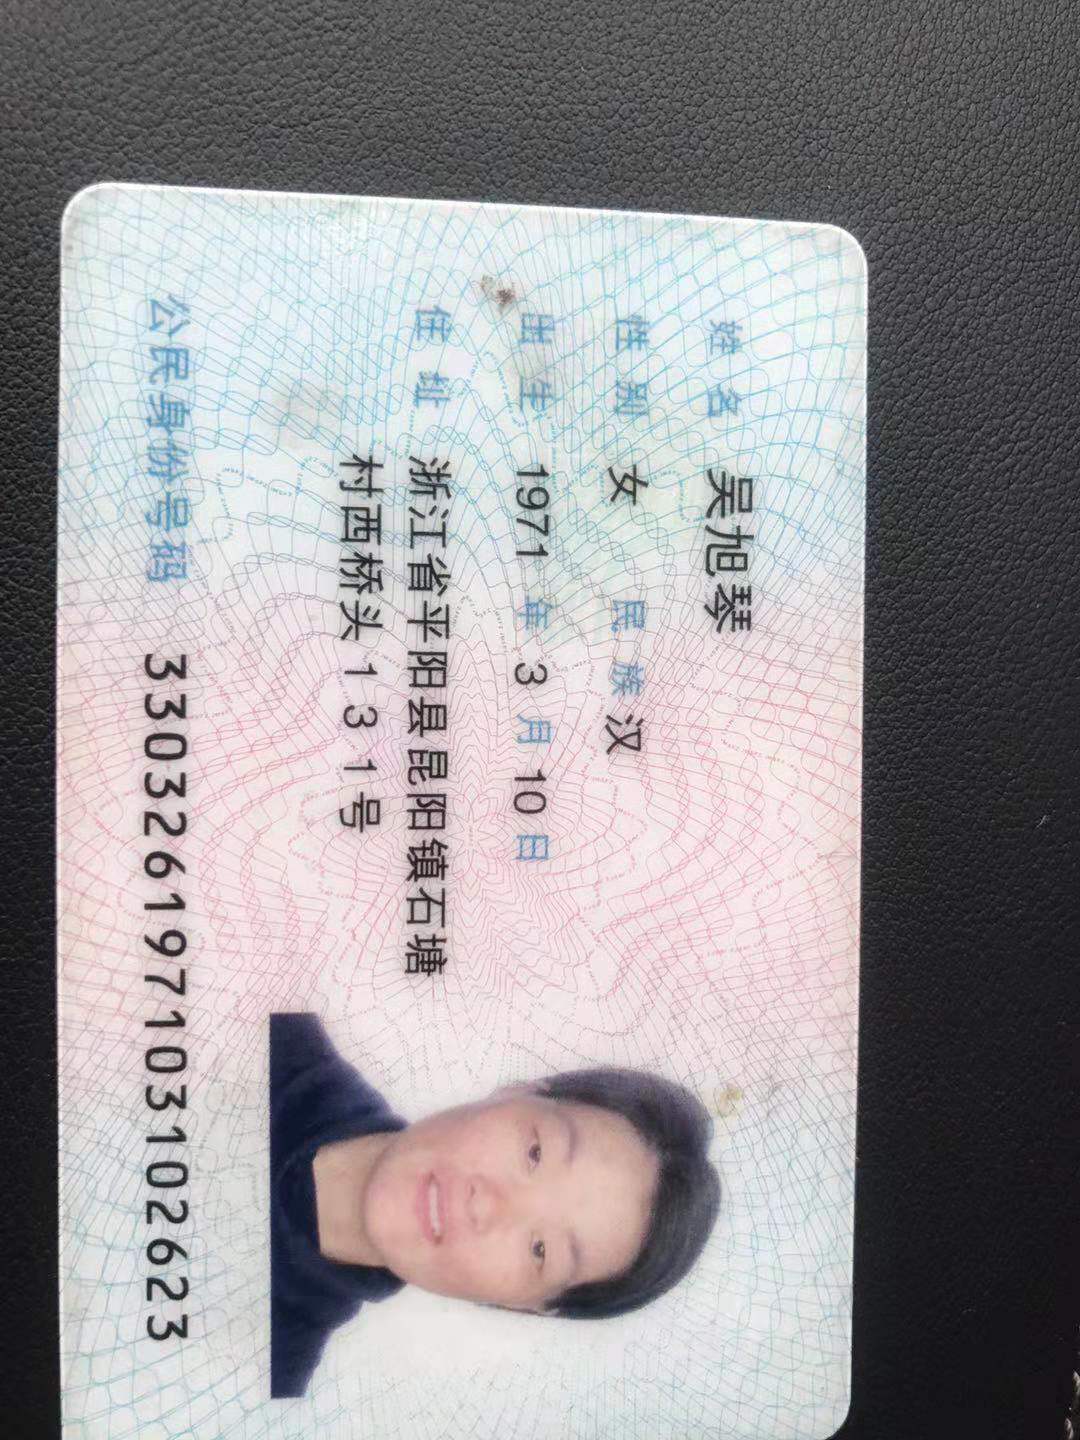 姓名 吴旭琴
性别 女 民族 汉
出生 1971 年 3 月 10 日
住址 浙江省平阳县昆阳镇石塘
村西桥头131号
公民身份号码 330326197103102623